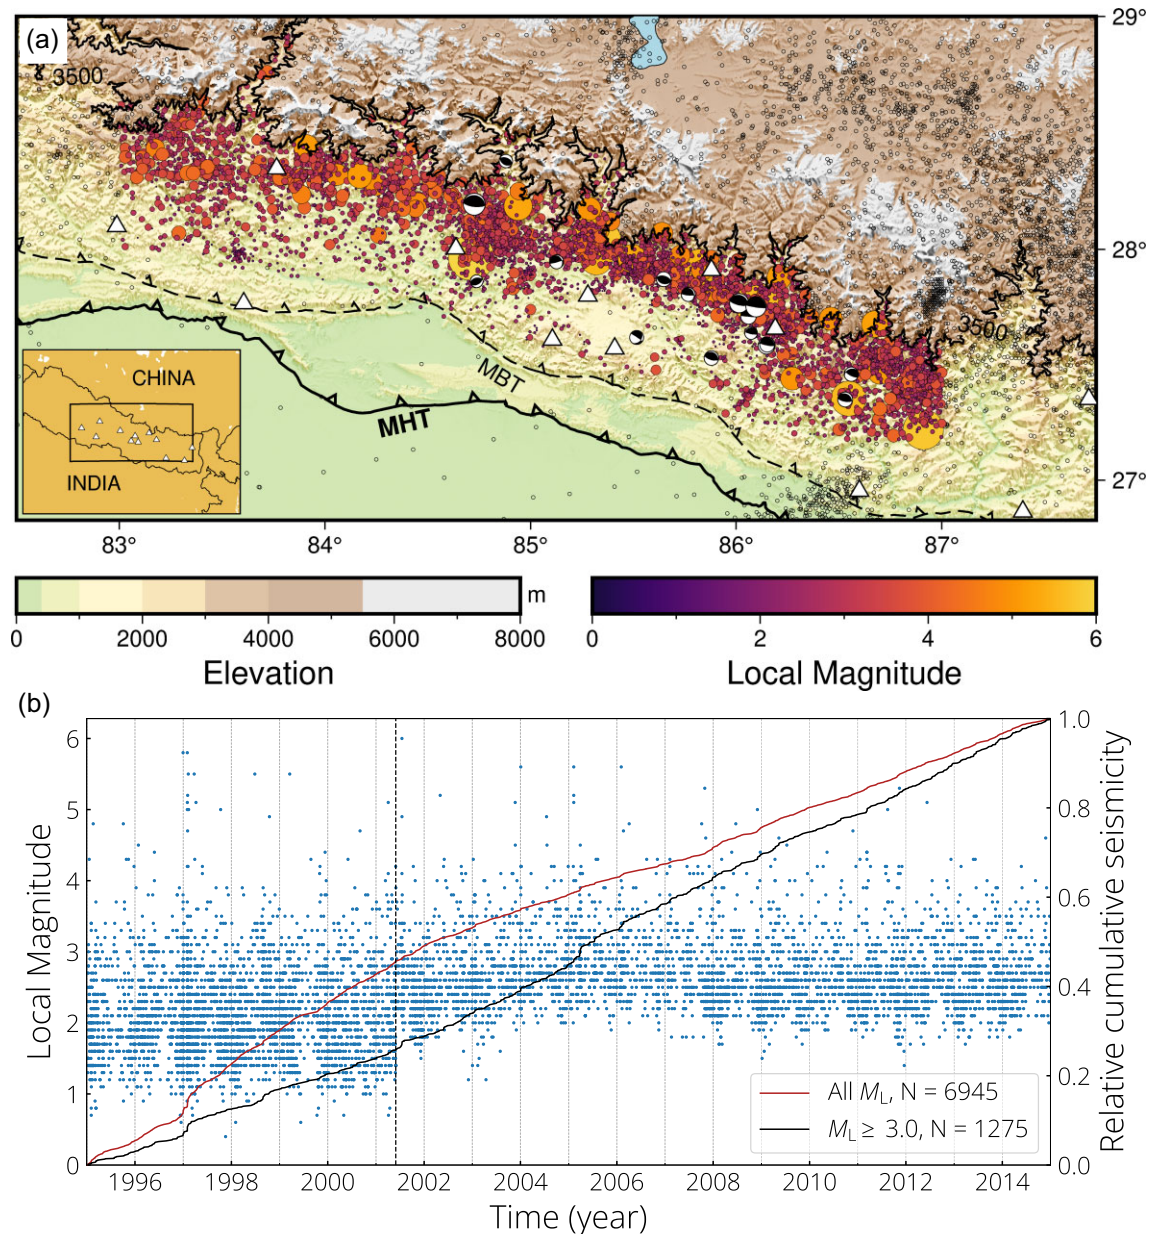 (a)
29°
3500
28°
3500
MBT
MHT
CHINA
INDIA
27°
83° 84° 85° 86° 87°
m
0 2000 4000 6000 8000
Elevation
0 2 4 6
Local Magnitude
(b)
6 5 4 3 2 1 0
Local Magnitude
1.0 0.8 0.6 0.4 0.2 0.0
Relative cumulative seismicity
All ML, N = 6945
ML ≥ 3.0, N = 1275
1996 1998 2000 2002 2004 2006 2008 2010 2012 2014
Time (year)